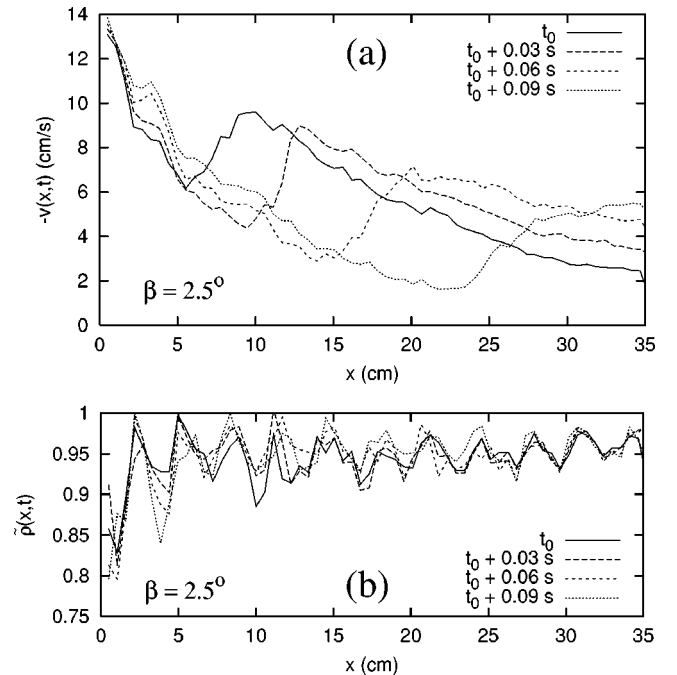 14
12
10
8
6
4
2
0
-v(x,t) (cm/s)
(a)
t₀
t₀ + 0.03 s
t₀ + 0.06 s
t₀ + 0.09 s
β = 2.5°
0 5 10 15 20 25 30 35
x (cm)
1
0.95
0.9
0.85
0.8
0.75
ρ̃(x,t)
t₀
t₀ + 0.03 s
t₀ + 0.06 s
t₀ + 0.09 s
β = 2.5°
(b)
0 5 10 15 20 25 30 35
x (cm)